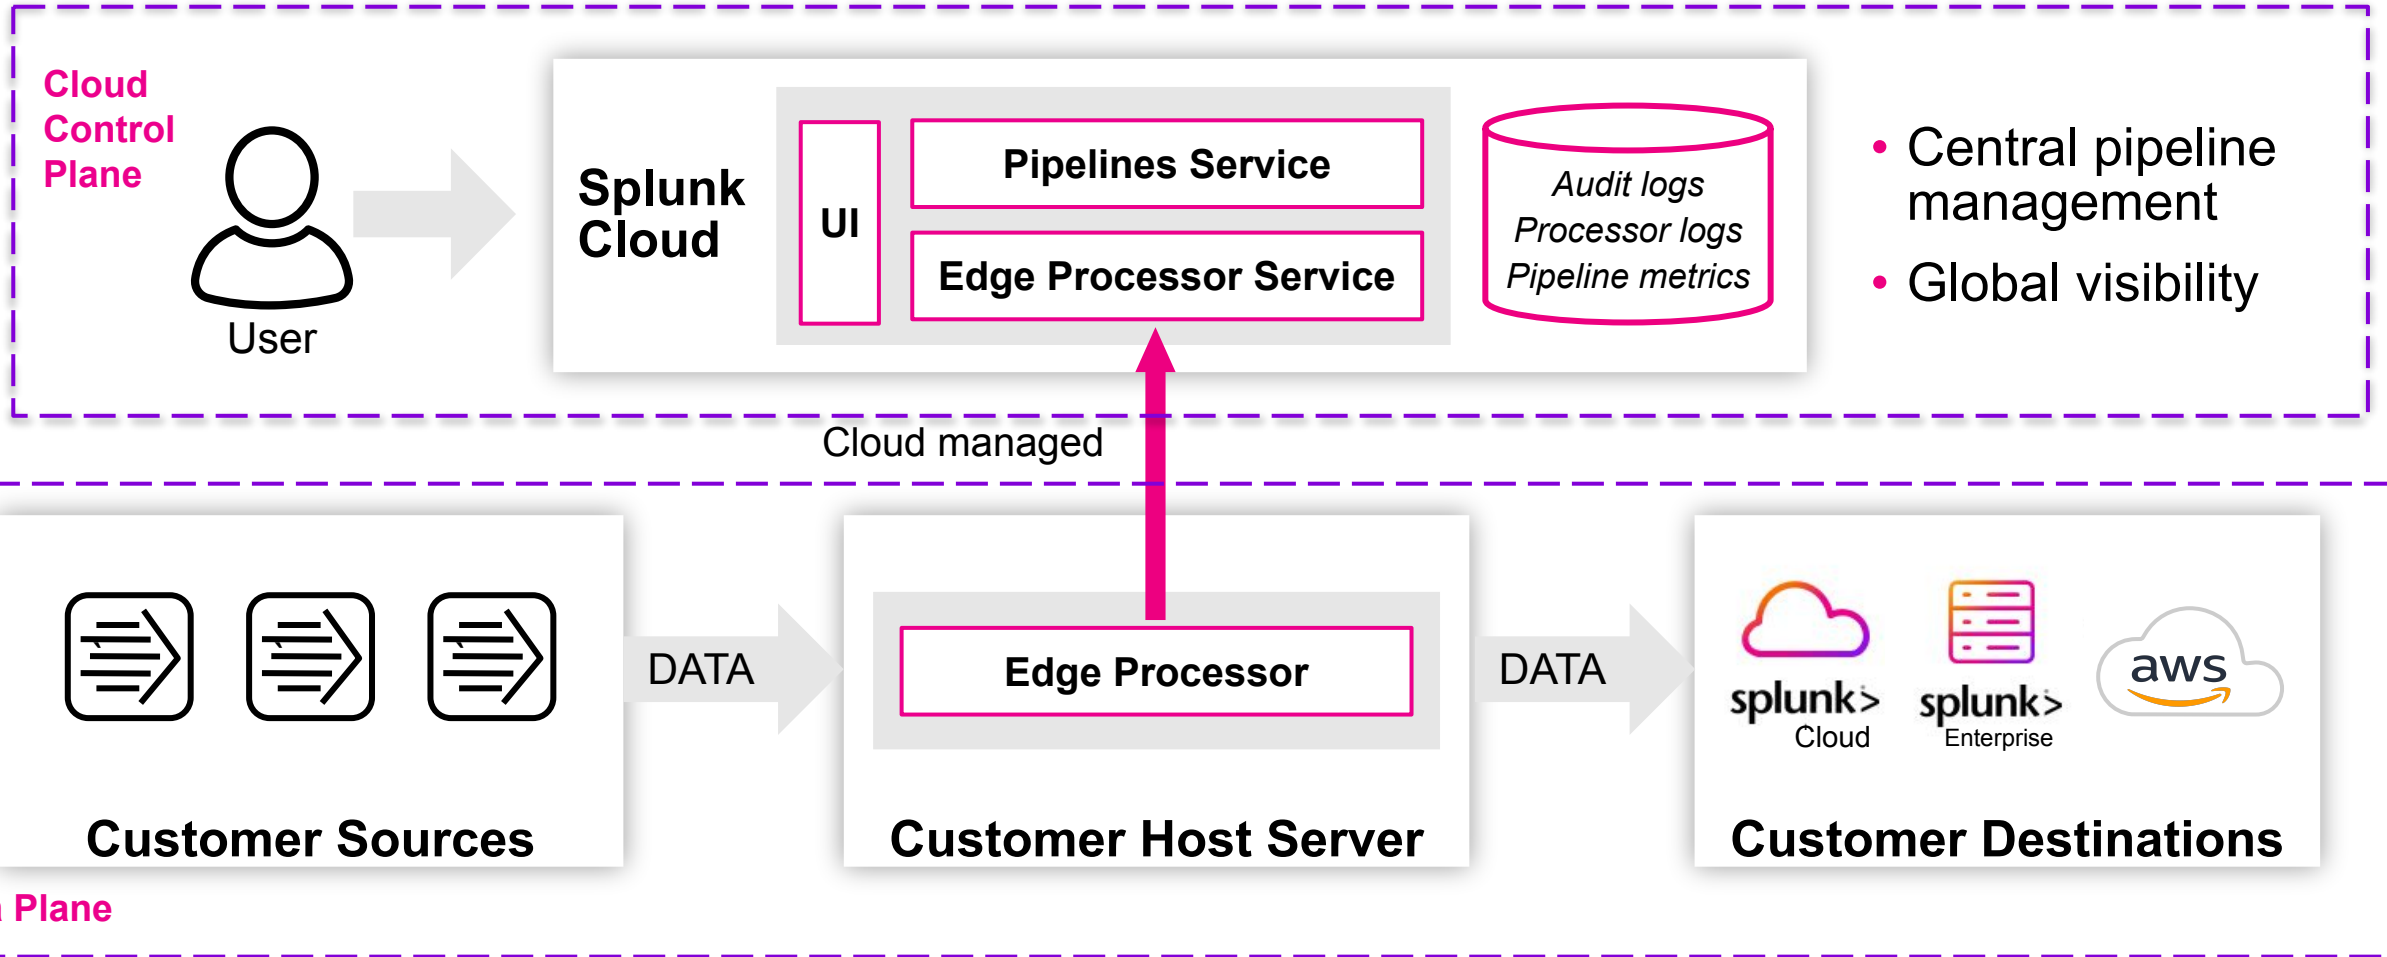 Cloud
Control
Plane
User
Splunk
Cloud
UI
Pipelines Service
Edge Processor Service
Audit logs
Processor logs
Pipeline metrics
• Central pipeline
management
• Global visibility
Cloud managed
DATA
Edge Processor
DATA
splunk>
Cloud
splunk>
Enterprise
aws
Customer Sources
Customer Host Server
Customer Destinations
Plane